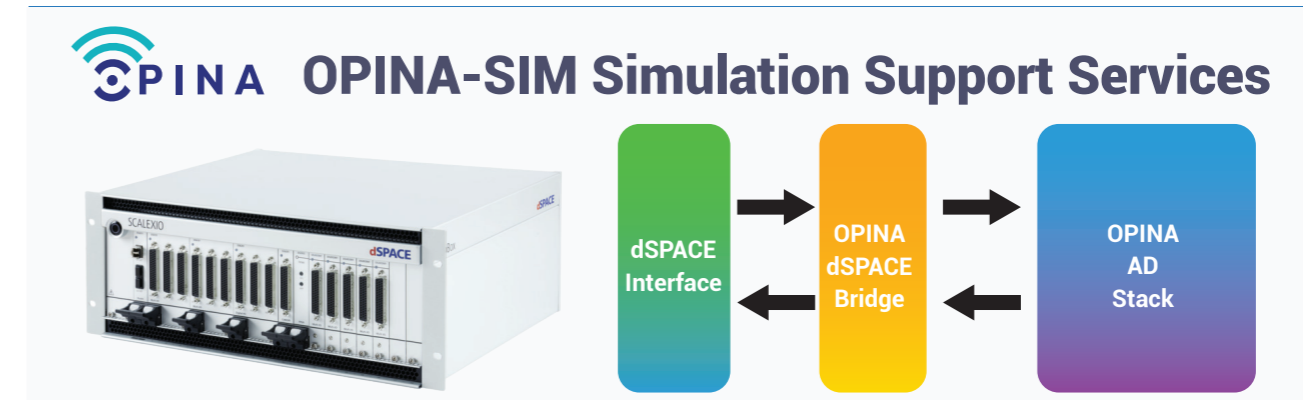 OPINA OPINA-SIM Simulation Support Services
SCALEXIO
dSPACE
dSPACE
dSPACE
Interface
OPINA
dSPACE
Bridge
OPINA
AD
Stack